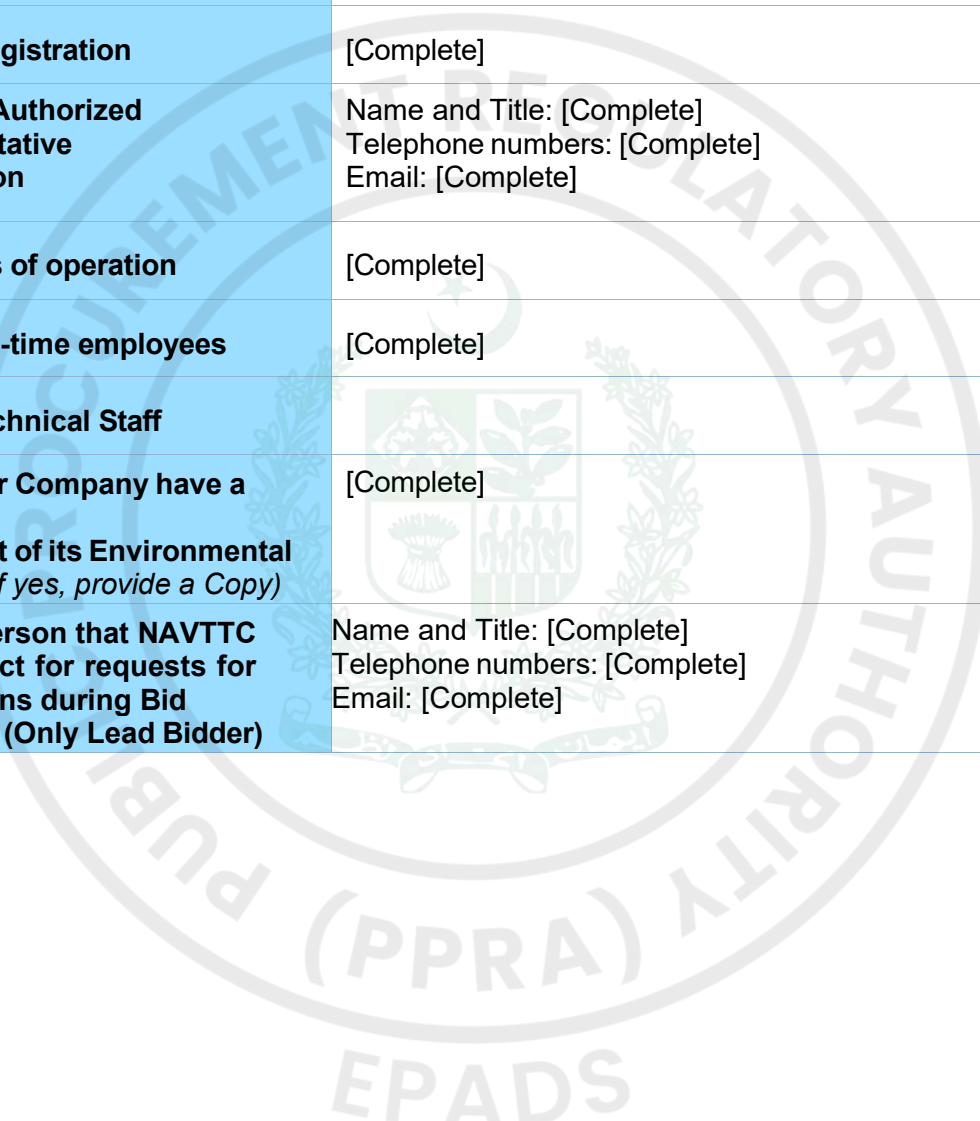 gistration
[Complete]
Authorized
tative
on
Name and Title: [Complete]
Telephone numbers: [Complete]
Email: [Complete]
s of operation
[Complete]
-time employees
[Complete]
chnical Staff
r Company have a
t of its Environmental
f yes, provide a Copy)
[Complete]
erson that NAVTTC
ct for requests for
ns during Bid
(Only Lead Bidder)
Name and Title: [Complete]
Telephone numbers: [Complete]
Email: [Complete]
PUBLIC PROCUREMENT REGULATORY AUTHORITY
(PPRA)
EPADS